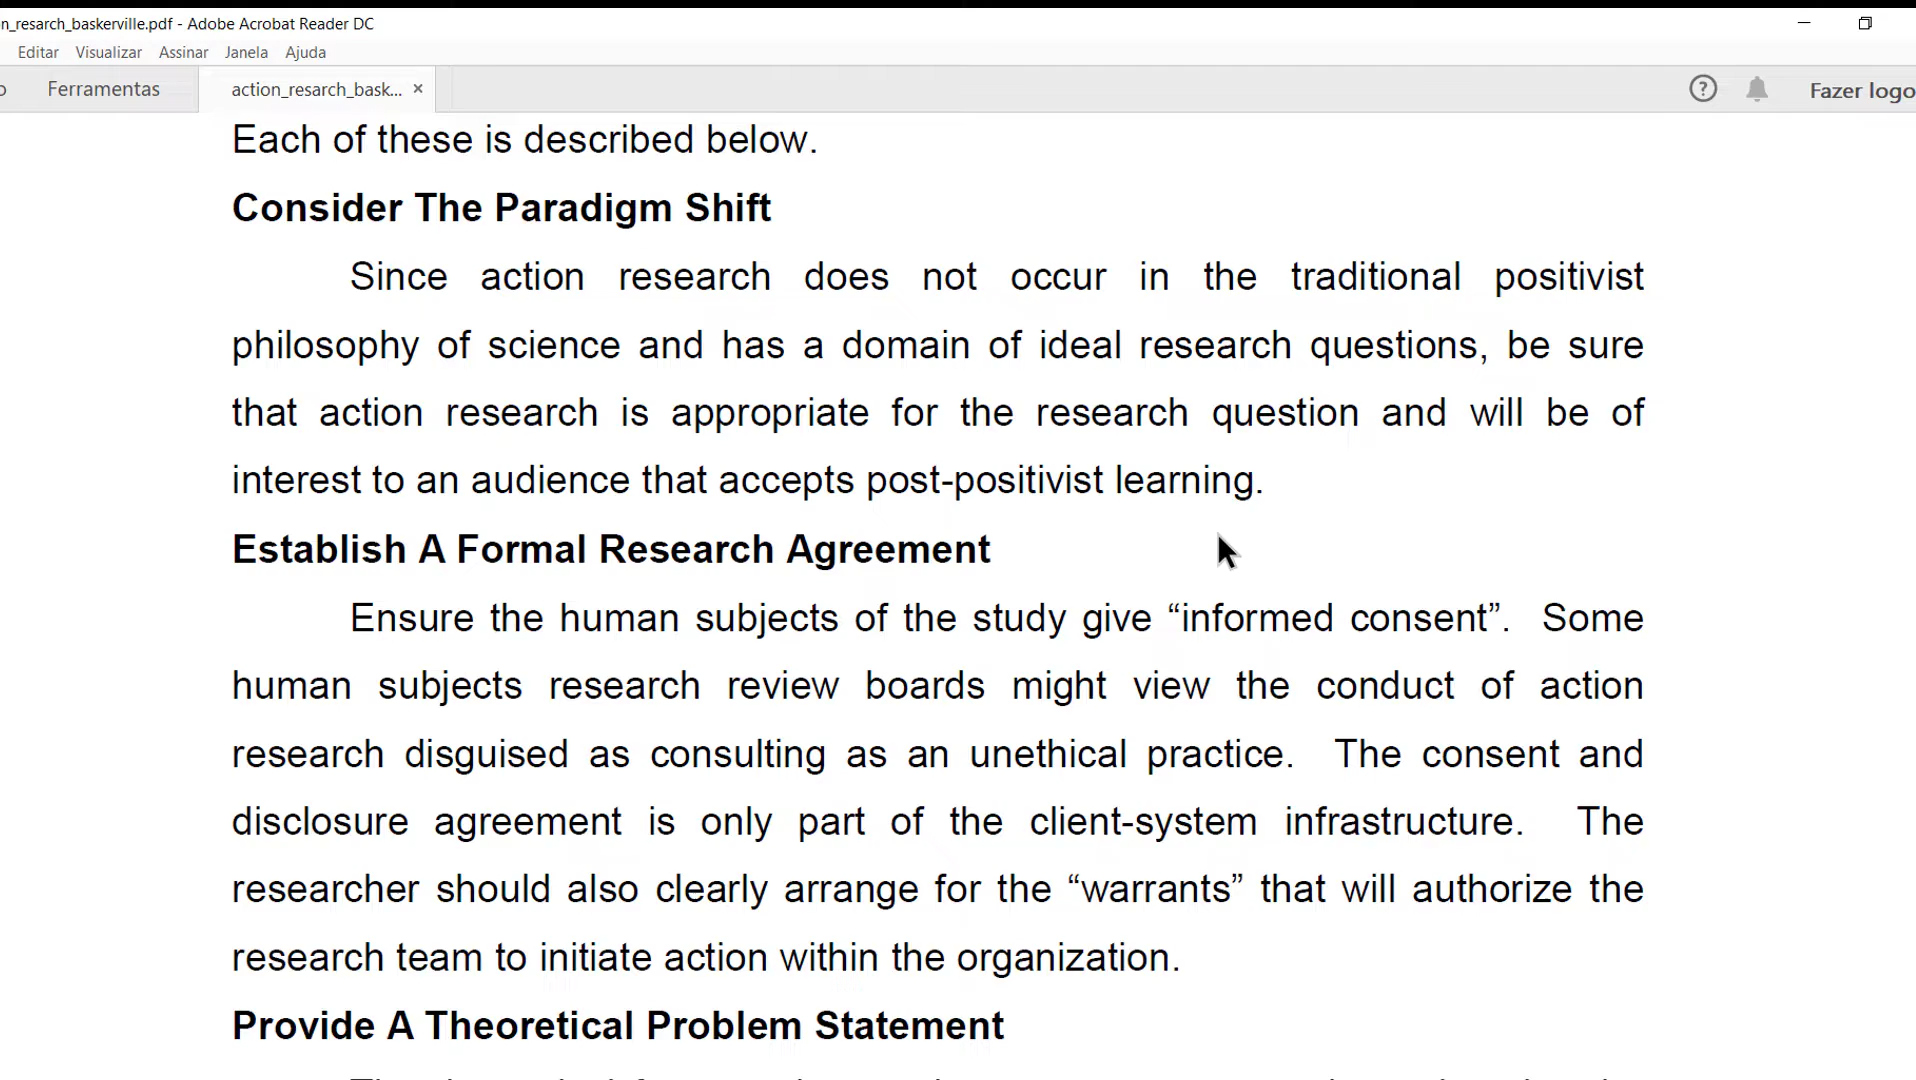 n_resarch_baskerville.pdf - Adobe Acrobat Reader DC
Editar Visualizar Assinar Janela Ajuda
o Ferramentas action_resarch_bask... × ? Fazer logo
Each of these is described below.
Consider The Paradigm Shift
Since action research does not occur in the traditional positivist
philosophy of science and has a domain of ideal research questions, be sure
that action research is appropriate for the research question and will be of
interest to an audience that accepts post-positivist learning.
Establish A Formal Research Agreement
Ensure the human subjects of the study give “informed consent”. Some
human subjects research review boards might view the conduct of action
research disguised as consulting as an unethical practice. The consent and
disclosure agreement is only part of the client-system infrastructure. The
researcher should also clearly arrange for the “warrants” that will authorize the
research team to initiate action within the organization.
Provide A Theoretical Problem Statement